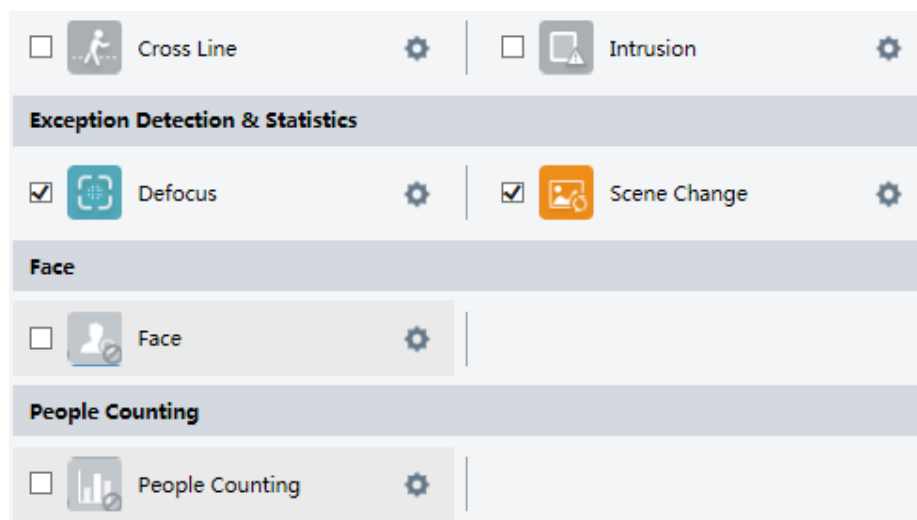 Cross Line
Intrusion
Exception Detection & Statistics
Defocus
Scene Change
Face
Face
People Counting
People Counting